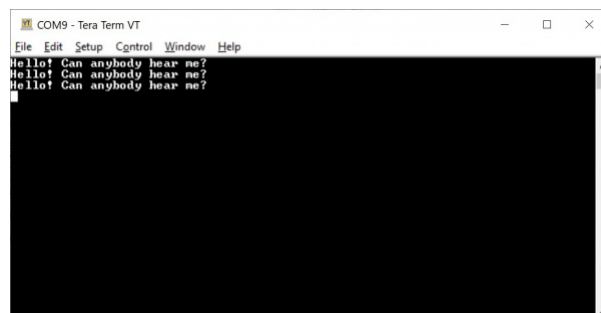 COM9 - Tera Term VT
File Edit Setup Control Window Help
Hello! Can anybody hear me?
Hello! Can anybody hear me?
Hello! Can anybody hear me?